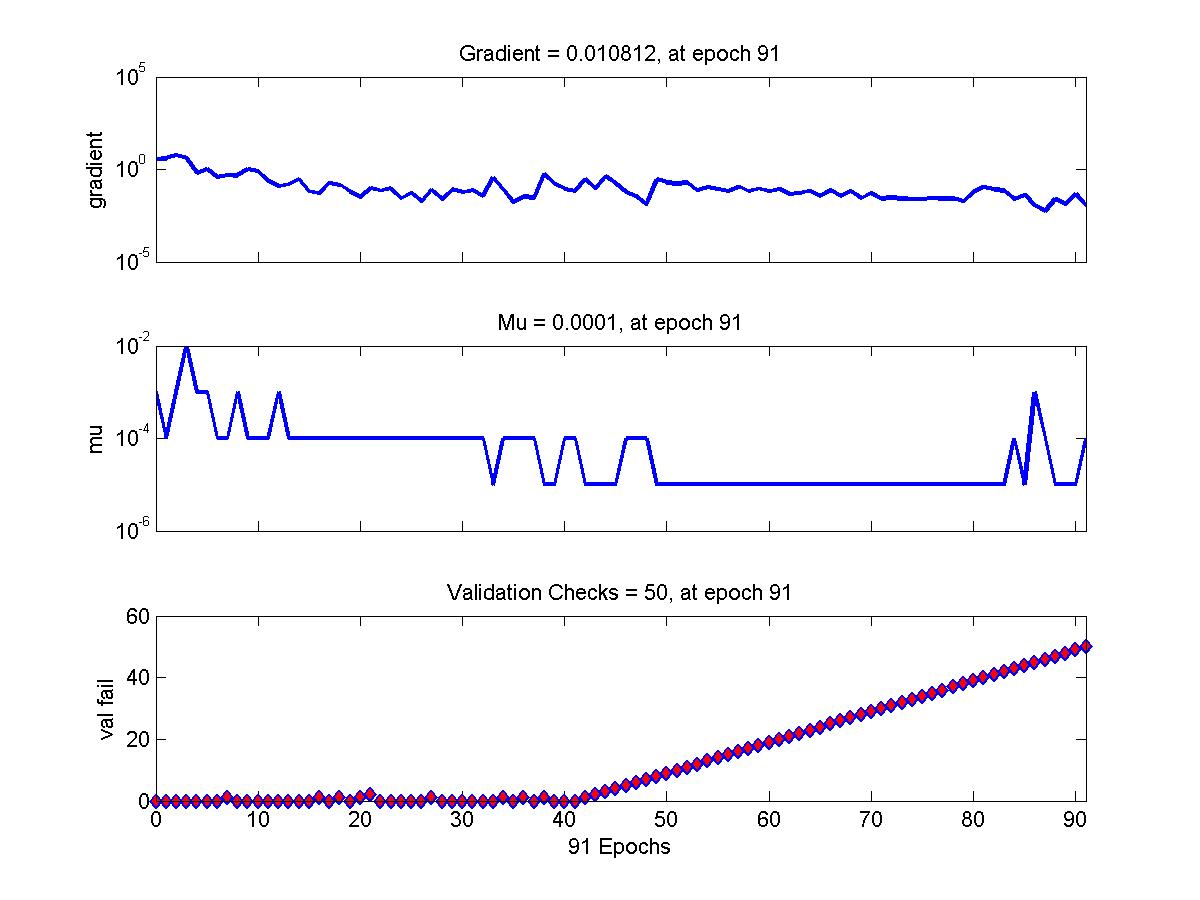 Gradient = 0.010812, at epoch 91
10^5
10^0
10^-5
gradient
Mu = 0.0001, at epoch 91
10^-2
10^-4
10^-6
mu
Validation Checks = 50, at epoch 91
60
40
20
0
val fail
0 10 20 30 40 50 60 70 80 90
91 Epochs